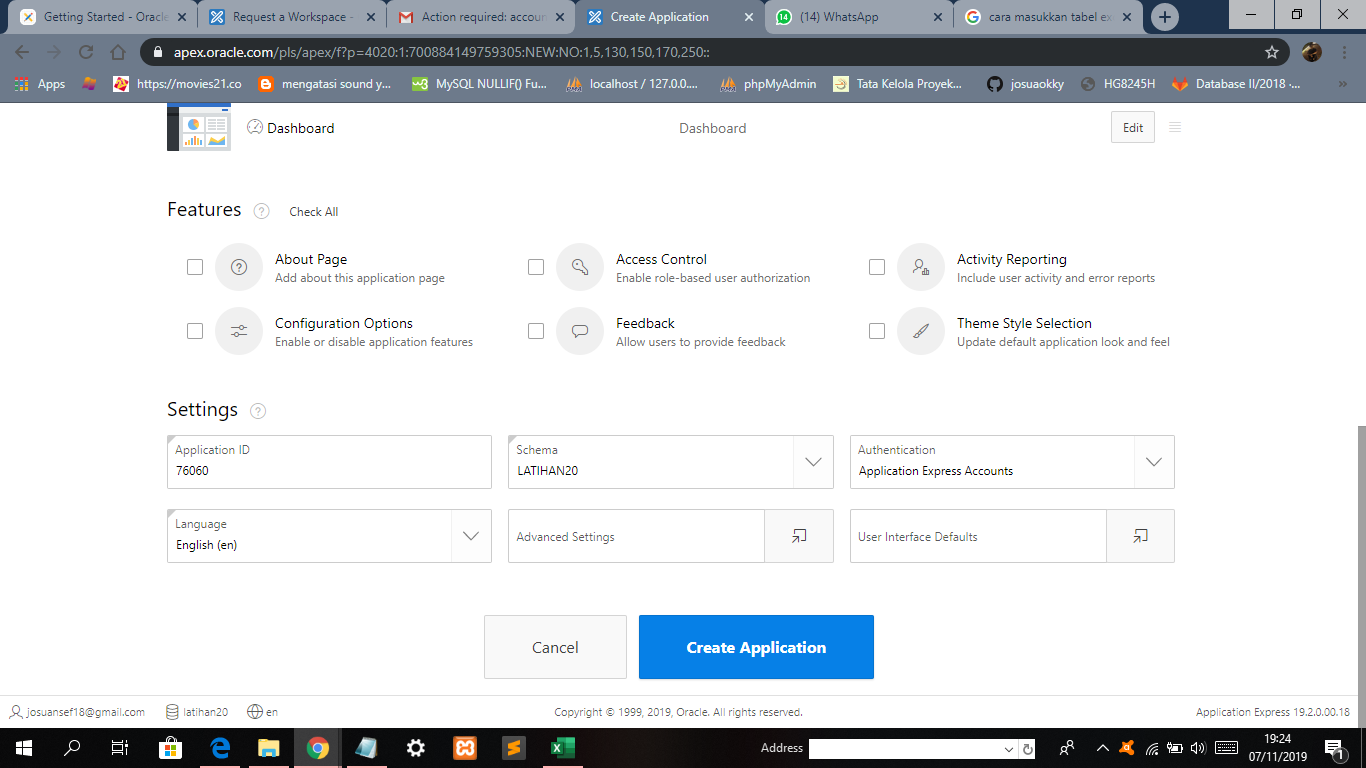 Getting Started - Oracle
Request a Workspace -
Action required: accoun
Create Application
(14) WhatsApp
cara masukkan tabel ex
apex.oracle.com/pls/apex/f?p=4020:1:700884149759305:NEW:NO:1,5,130,150,170,250::
Apps
https://movies21.co
mengatasi sound y...
MySQL NULLIF() Fu...
localhost / 127.0.0....
phpMyAdmin
Tata Kelola Proyek...
josuaokky
HG8245H
Database II/2018 ·...
»
Dashboard
Dashboard
Edit
Features
?
Check All
About Page
Add about this application page
Access Control
Enable role-based user authorization
Activity Reporting
Include user activity and error reports
Configuration Options
Enable or disable application features
Feedback
Allow users to provide feedback
Theme Style Selection
Update default application look and feel
Settings
?
Application ID
76060
Schema
LATIHAN20
Authentication
Application Express Accounts
Language
English (en)
Advanced Settings
User Interface Defaults
Cancel
Create Application
josuansef18@gmail.com
latihan20
en
Copyright © 1999, 2019, Oracle. All rights reserved.
Application Express 19.2.0.00.18
Address
19:24
07/11/2019
1